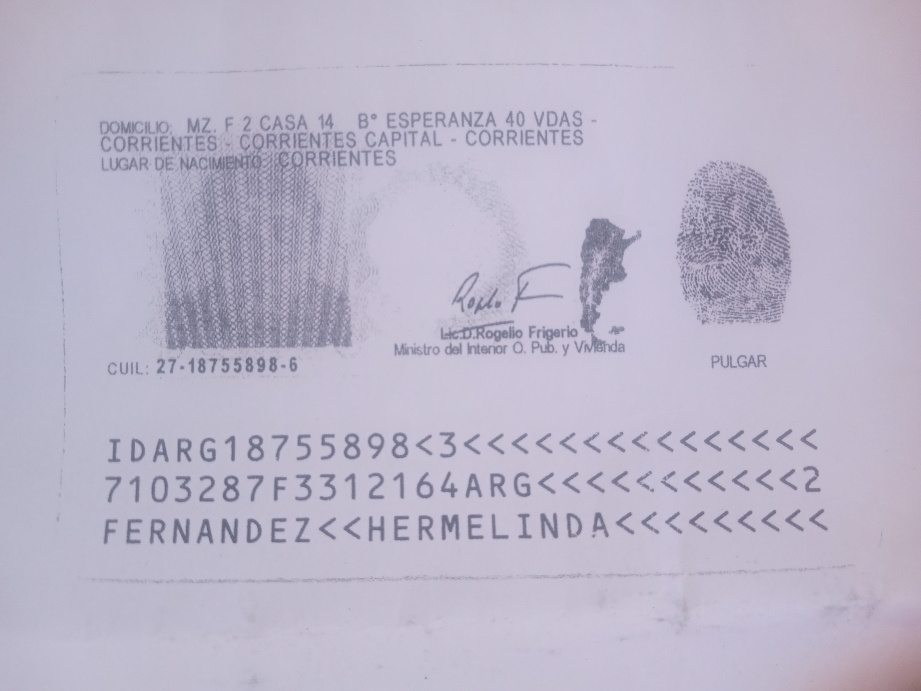 DOMICILIO: MZ. F 2 CASA 14 B° ESPERANZA 40 VDAS -
CORRIENTES - CORRIENTES CAPITAL - CORRIENTES
LUGAR DE NACIMIENTO: CORRIENTES
Lic.D.Rogelio Frigerio
Ministro del Interior O. Pub. y Vivienda
CUIL: 27-18755898-6
PULGAR
IDARG18755898<3<<<<<<<<<<<<<<<
7103287F3312164ARG<<<<<<<<<<<2
FERNANDEZ<<HERMELINDA<<<<<<<<<